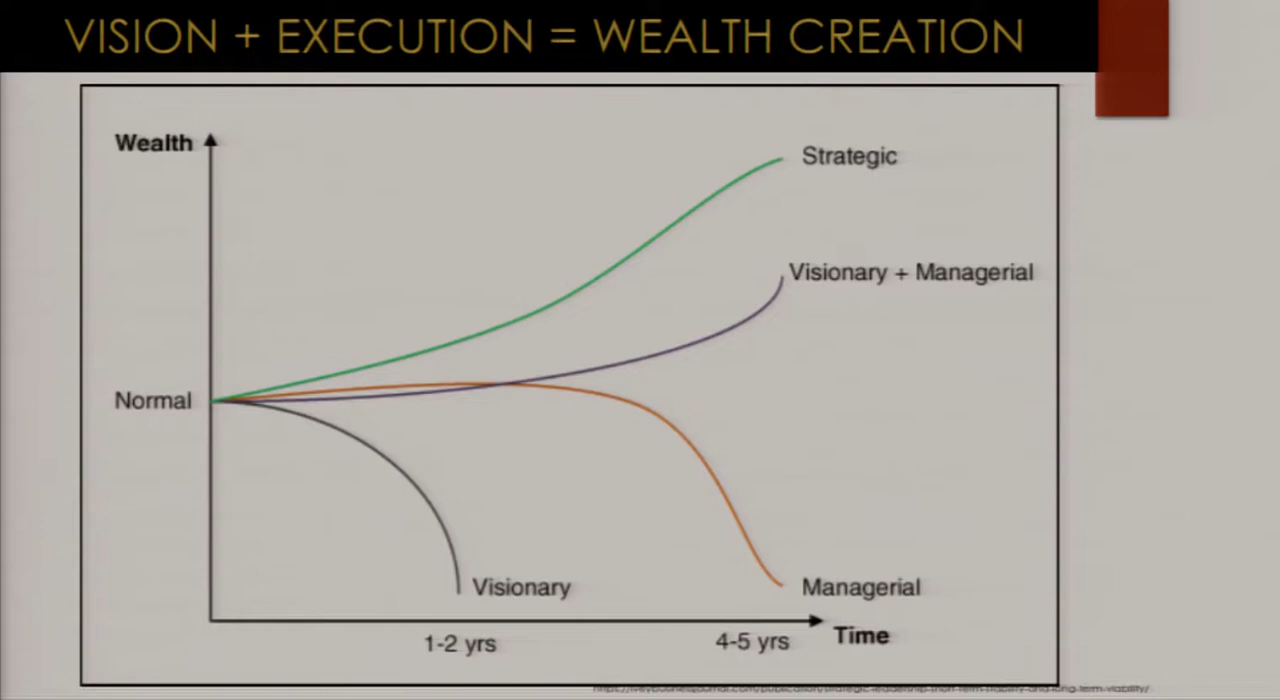 VISION + EXECUTION = WEALTH CREATION
Wealth
Strategic
Visionary + Managerial
Normal
Visionary
Managerial
1-2 yrs
4-5 yrs
Time